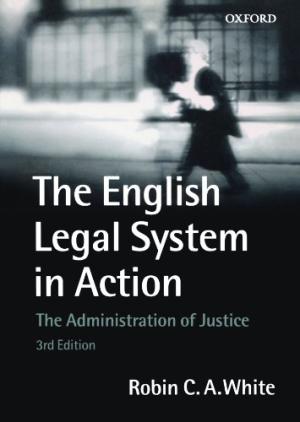 OXFORD
The English
Legal System
in Action
The Administration of Justice
3rd Edition
Robin C. A. White